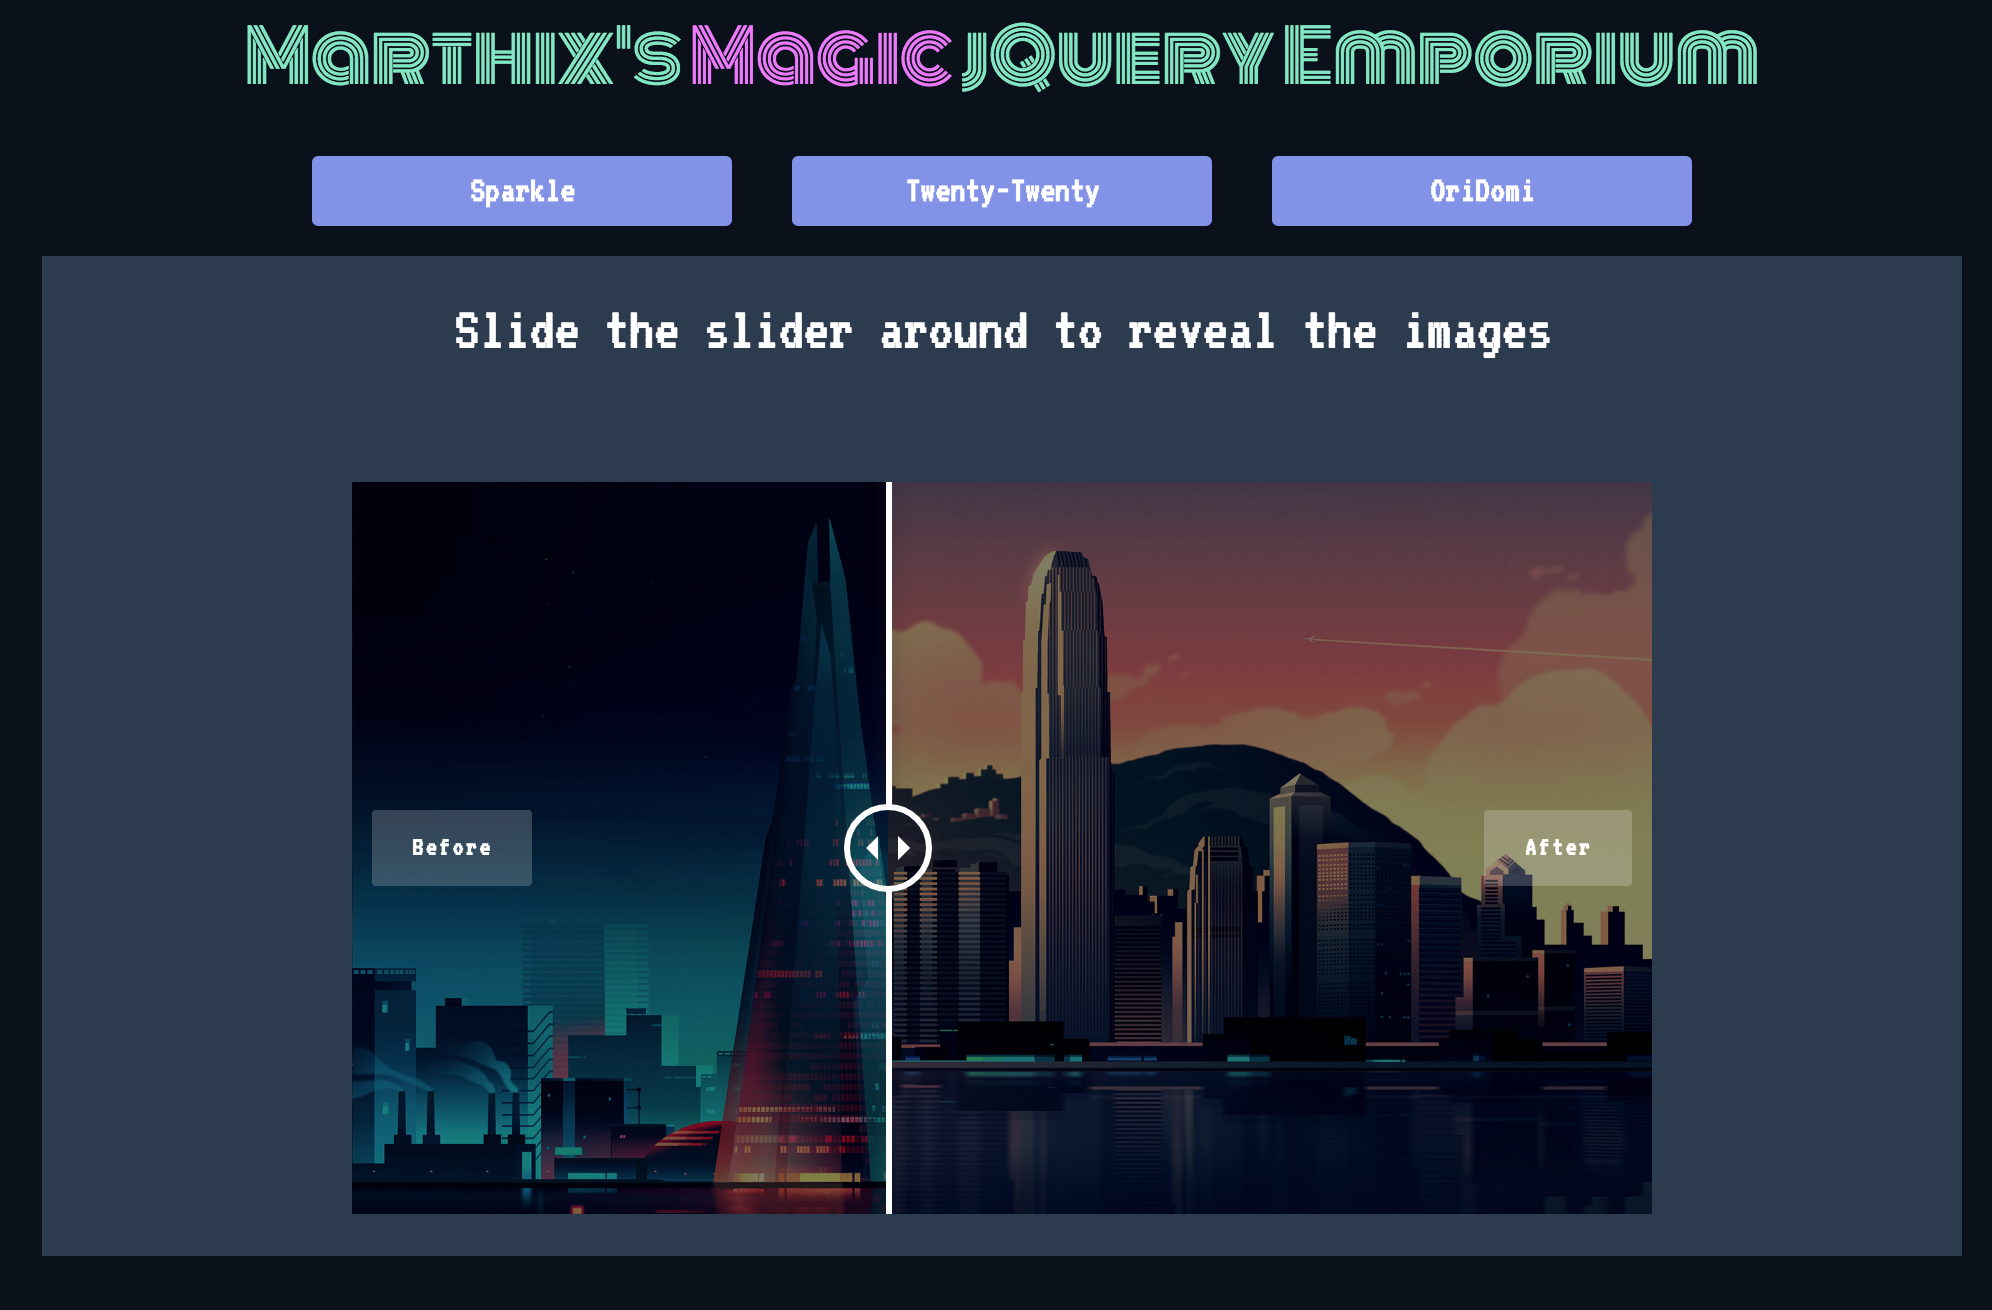 Marthix's Magic jQuery Emporium
Sparkle Twenty-Twenty OriDomi
Slide the slider around to reveal the images
Before After